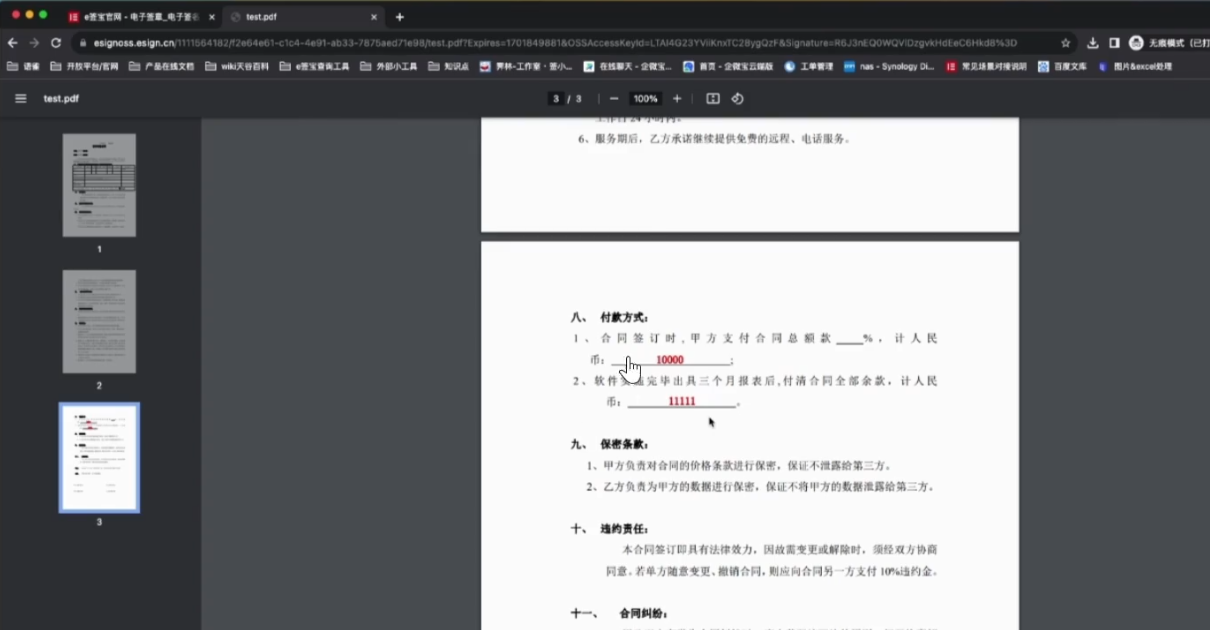 e签宝官网 - 电子签章_电子签名
test.pdf
esignoss.esign.cn/1111564182/f2e64e61-c1c4-4e91-ab33-7875aed71e98/test.pdf?Expires=1701849881&OSSAccessKeyId=LTAI4G23YViiKnxTC28ygQzF&Signature=R6J3nEQ0WQVIDzgvkHdEeC6Hkd8%3D
无痕模式（已打
语雀 开放平台/官网 产品在线文档 wiki天谷百科 e签宝查询工具 外部小工具 知识点 在线聊天 - 企微宝... 首页 - 企微宝云端版 工单管理 nas - Synology Di... 常见场景对接说明 百度文库 图片&excel处理
test.pdf
3 / 3
100%
1
2
3
工作日 24 小时内。
6、服务期后，乙方承诺继续提供免费的远程、电话服务。
八、 付款方式：
1、合同签订时,甲方支付合同总额款____%，计人民
币：10000;
2、软件实施完毕出具三个月报表后,付清合同全部余款，计人民
币：11111。
九、 保密条款：
1、甲方负责对合同的价格条款进行保密，保证不泄露给第三方。
2、乙方负责为甲方的数据进行保密，保证不将甲方的数据泄露给第三方。
十、 违约责任：
本合同签订即具有法律效力，因故需变更或解除时，须经双方协商
同意。若单方随意变更、撤销合同，则应向合同另一方支付 10%违约金。
十一、 合同纠纷：